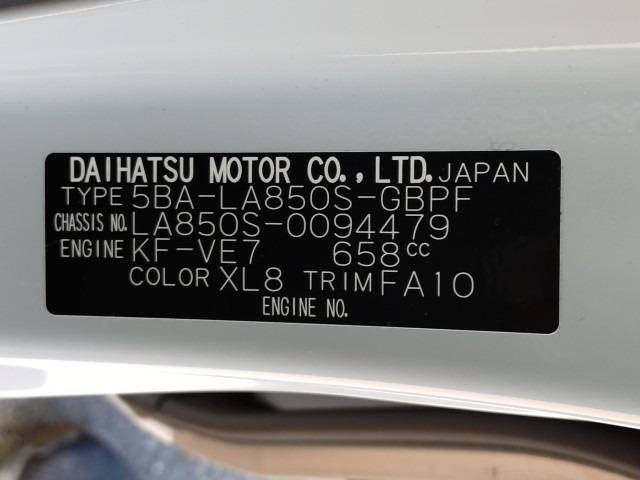 DAIHATSU MOTOR CO.,LTD. JAPAN
TYPE 5BA-LA850S-GBPF
CHASSIS NO. LA850S-0094479
ENGINE KF-VE7 658cc
COLOR XL8 TRIM FA10
ENGINE NO.